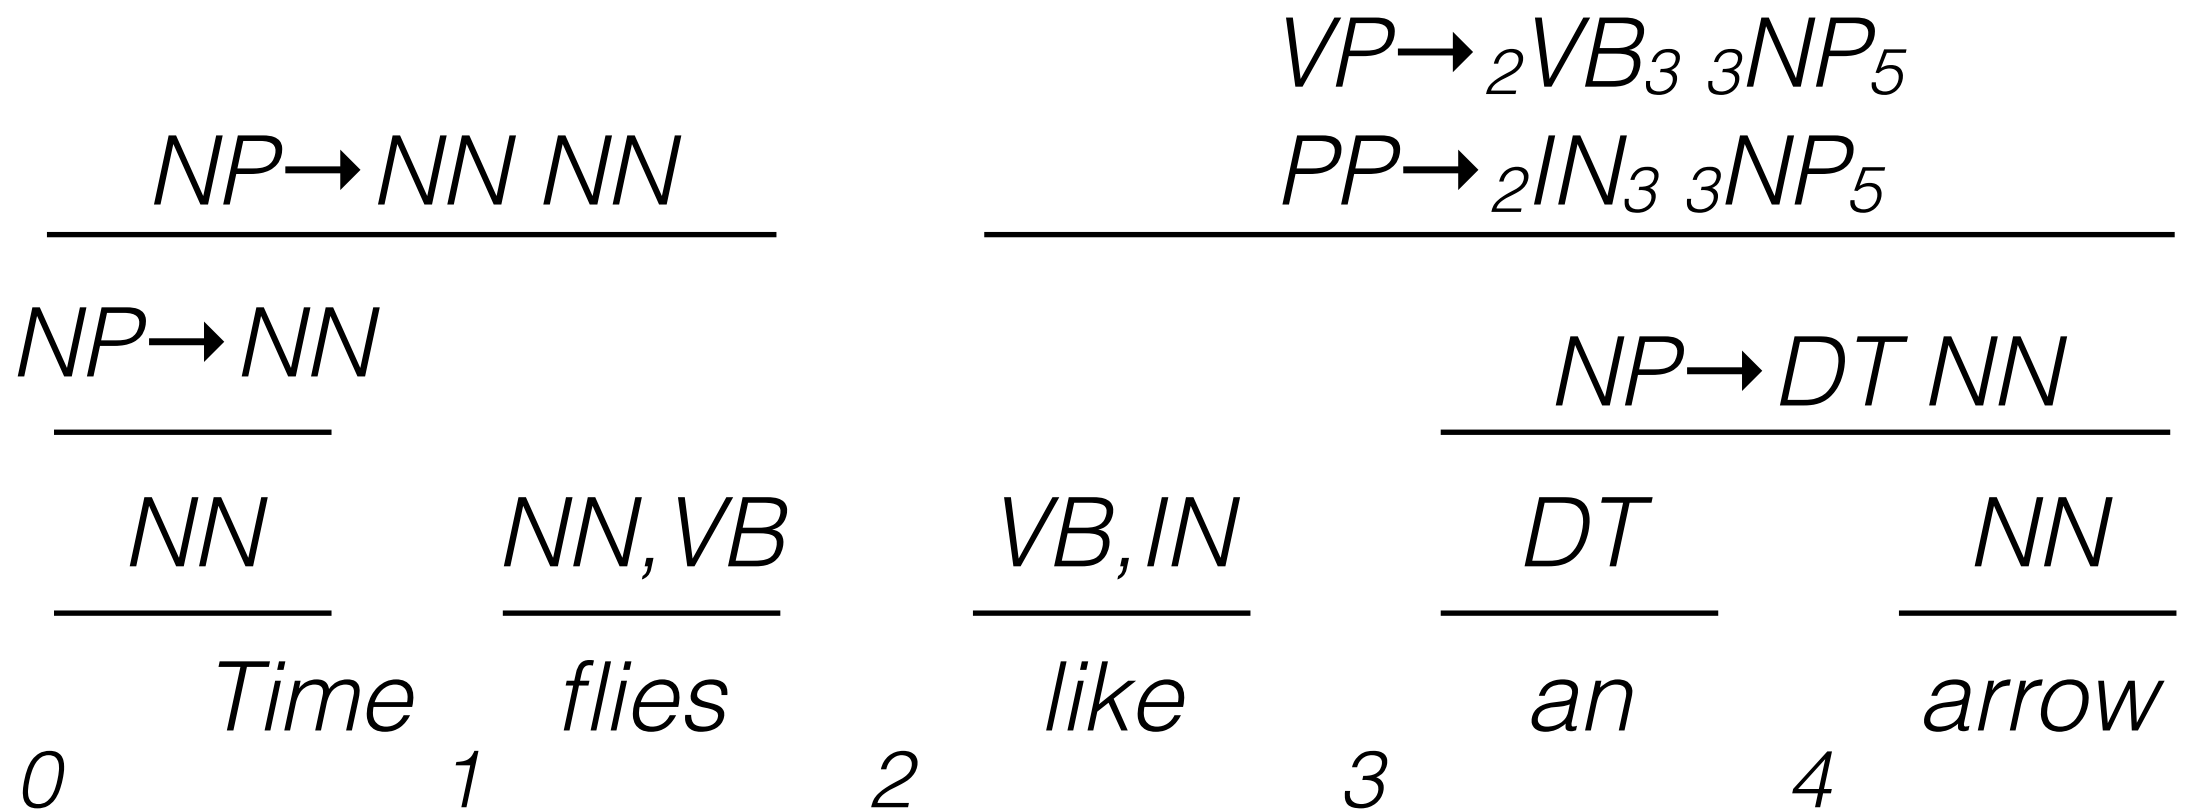 VP→ 2VB3 3NP5
NP→NN NN PP→ 2IN3 3NP5
NP→NN
NP→DT NN
NN NN,VB VB,IN DT NN
Time flies like an arrow
0 1 2 3 4